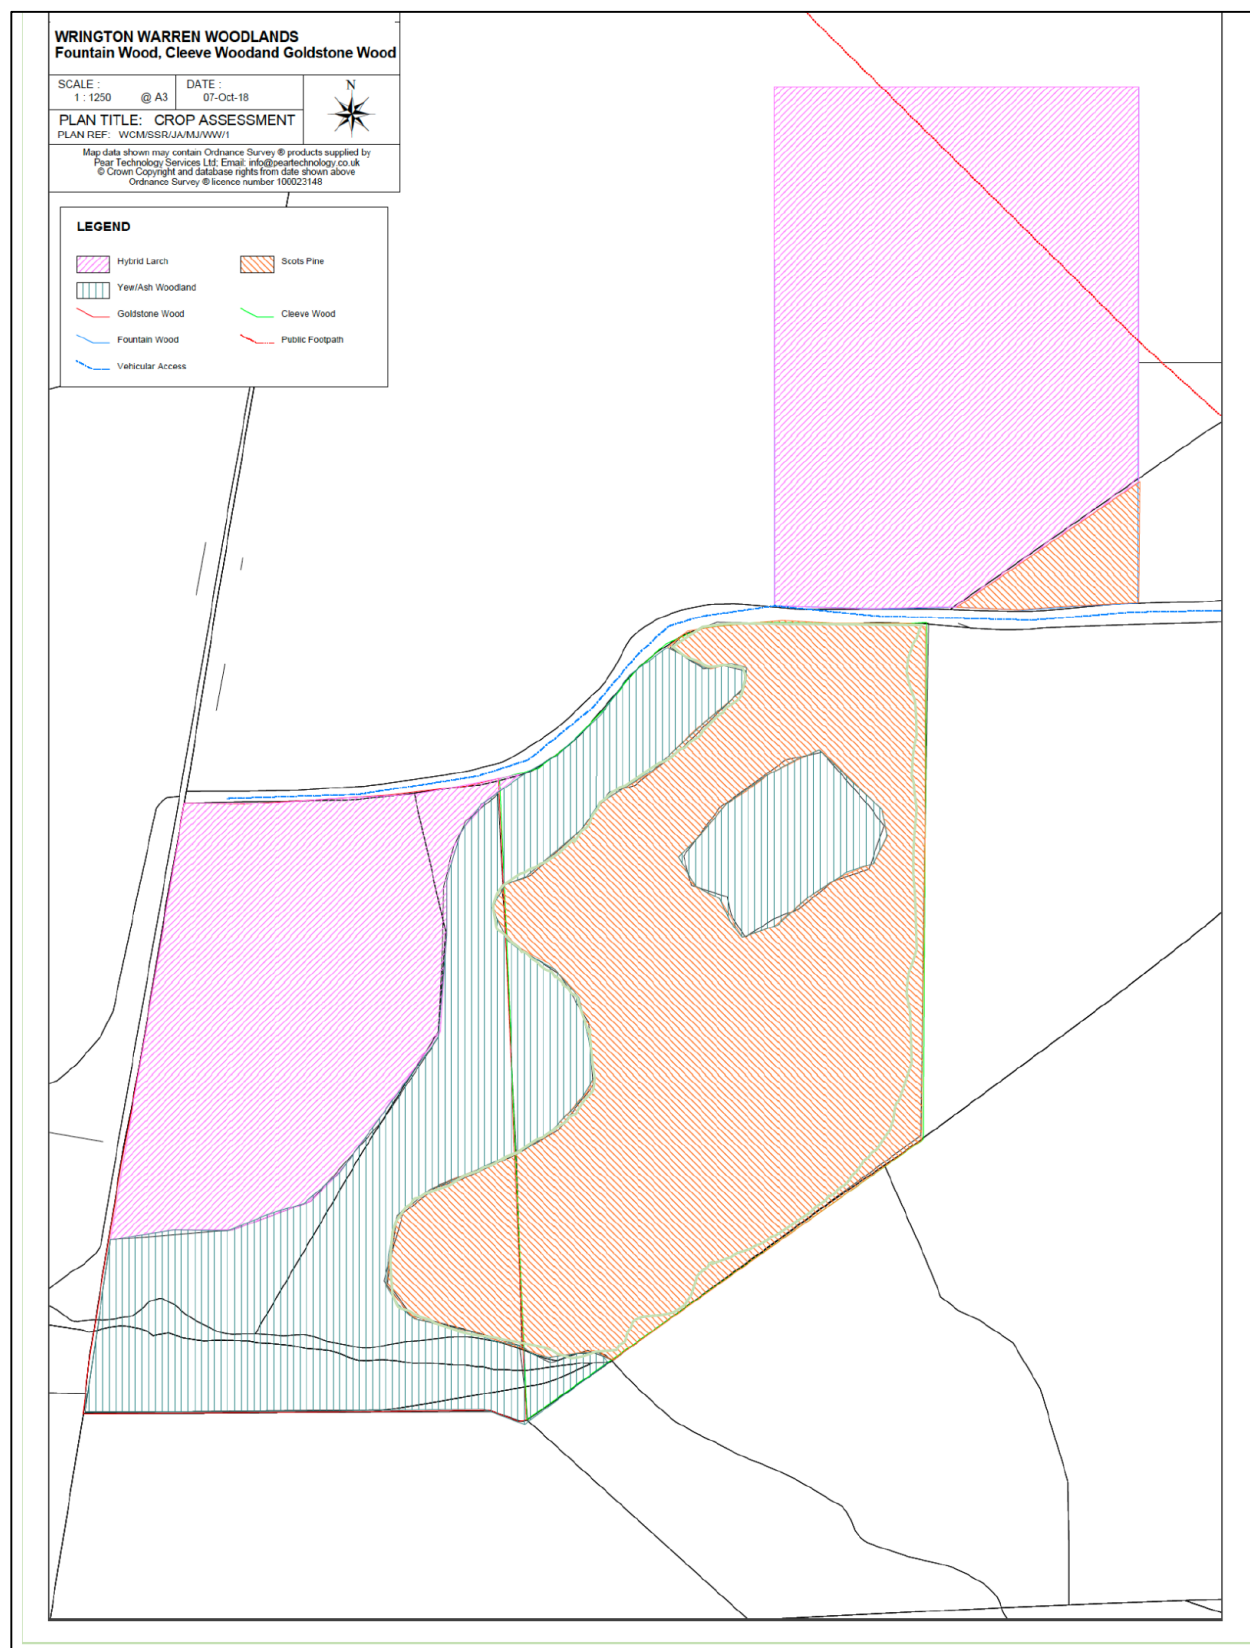 WRINGTON WARREN WOODLANDS
Fountain Wood, Cleeve Woodand Goldstone Wood
SCALE :
1 : 1250 @ A3
DATE :
07-Oct-18
N
PLAN TITLE: CROP ASSESSMENT
PLAN REF: WCM/SSR/JA/MJ/WW/1
Map data shown may contain Ordnance Survey ® products supplied by
Pear Technology Services Ltd; Email: info@peartechnology.co.uk
© Crown Copyright and database rights from date shown above
Ordnance Survey ® licence number 100023148
LEGEND
Hybrid Larch
Scots Pine
Yew/Ash Woodland
Goldstone Wood
Cleeve Wood
Fountain Wood
Public Footpath
Vehicular Access